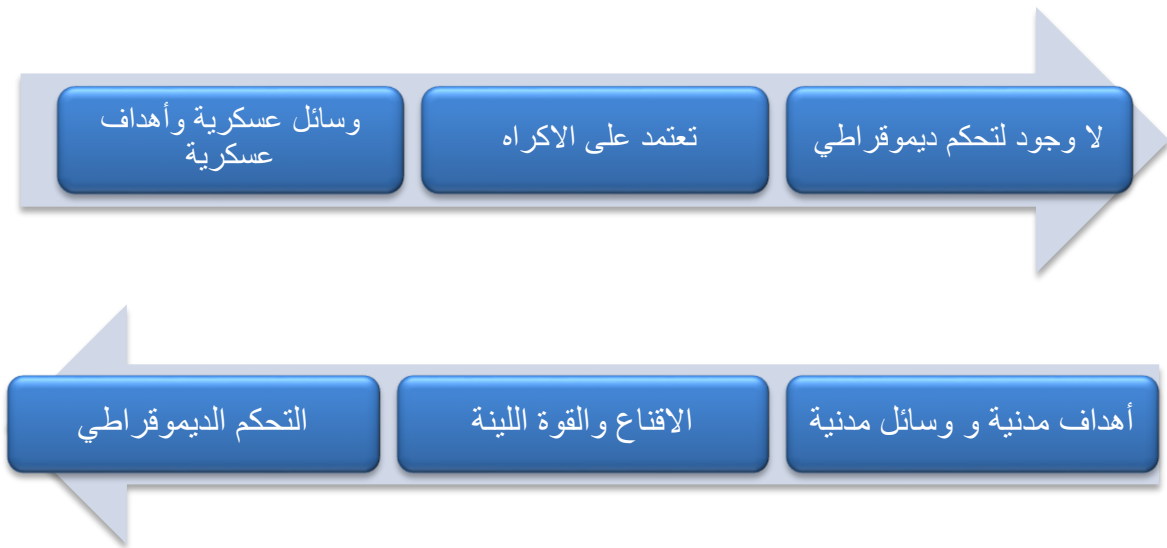 لا وجود لتحكم ديموقراطي
تعتمد على الاكراه
وسائل عسكرية وأهداف
عسكرية
أهداف مدنية و وسائل مدنية
الاقناع والقوة اللينة
التحكم الديموقراطي